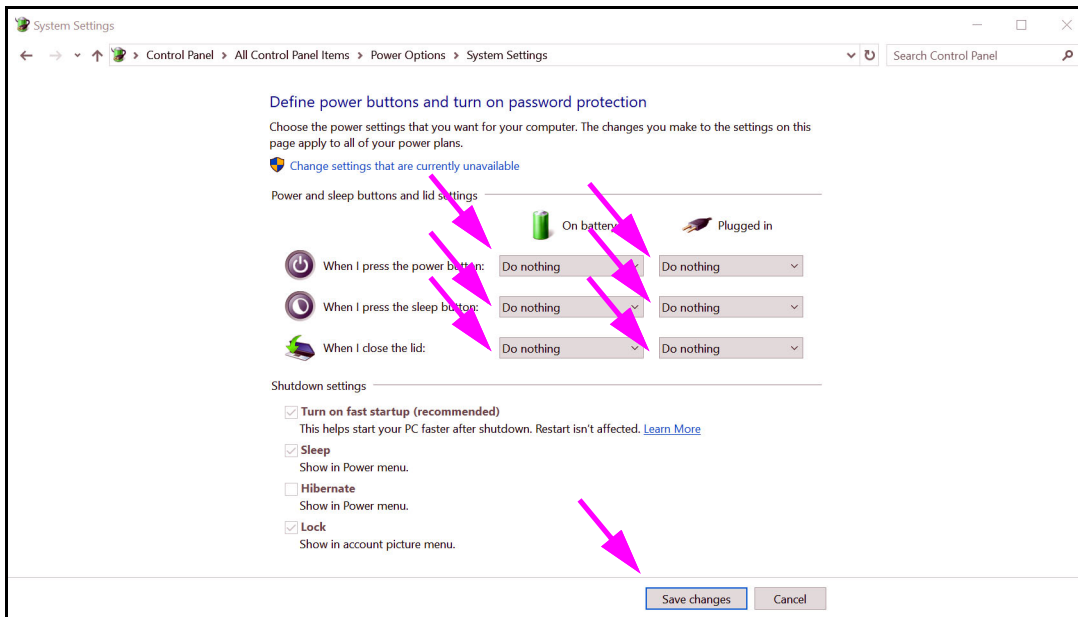 System Settings
Control Panel > All Control Panel Items > Power Options > System Settings
Search Control Panel
Define power buttons and turn on password protection
Choose the power settings that you want for your computer. The changes you make to the settings on this
page apply to all of your power plans.
Change settings that are currently unavailable
Power and sleep buttons and lid settings
On battery Plugged in
When I press the power button: Do nothing Do nothing
When I press the sleep button: Do nothing Do nothing
When I close the lid: Do nothing Do nothing
Shutdown settings
Turn on fast startup (recommended)
This helps start your PC faster after shutdown. Restart isn't affected. Learn More
Sleep
Show in Power menu.
Hibernate
Show in Power menu.
Lock
Show in account picture menu.
Save changes Cancel